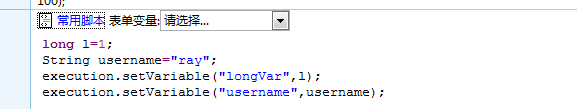 100);
常用脚本 表单变量:请选择...
long l=1;
String username="ray";
execution.setVariable("longVar",l);
execution.setVariable("username",username);